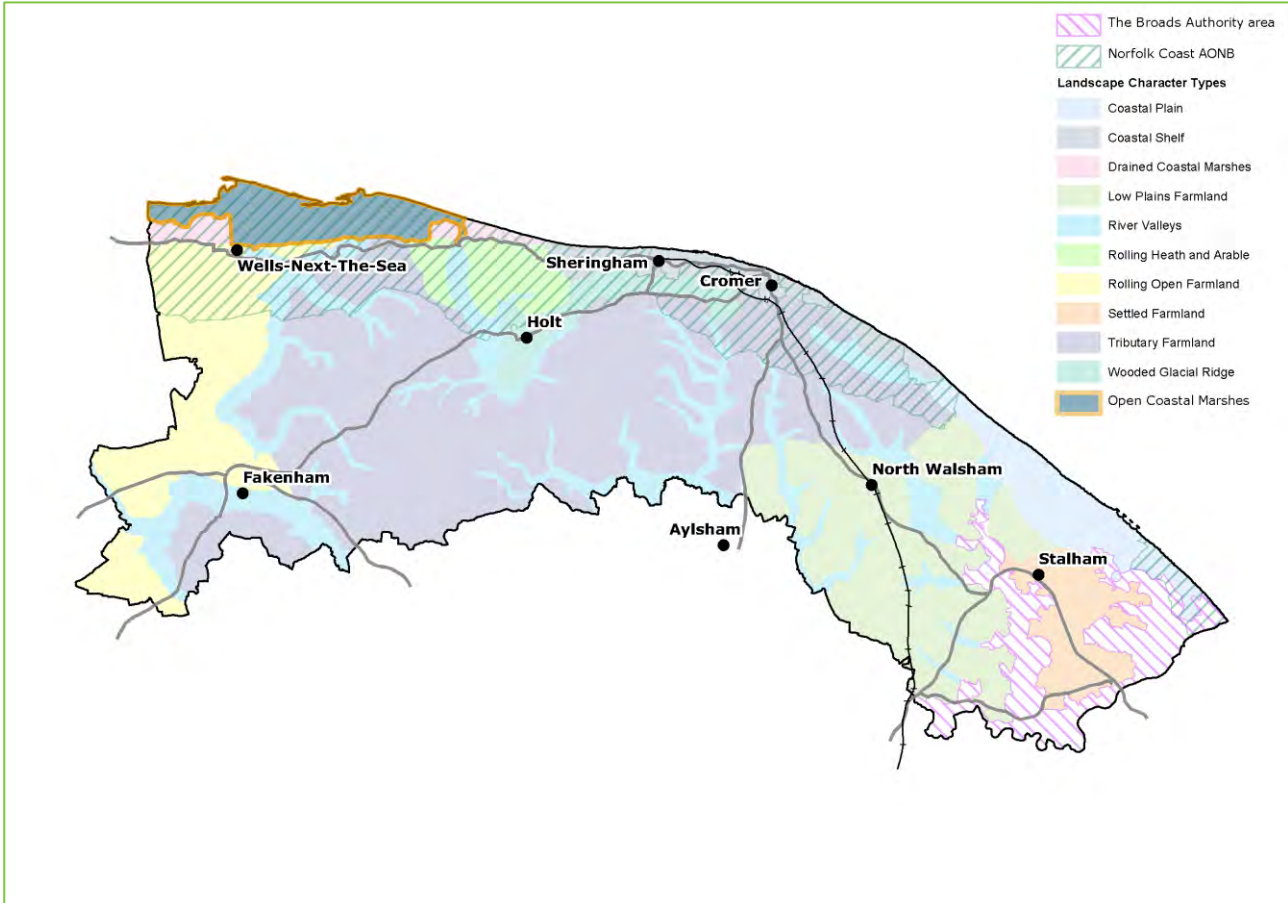 The Broads Authority area
Norfolk Coast AONB
Landscape Character Types
Coastal Plain
Coastal Shelf
Drained Coastal Marshes
Low Plains Farmland
River Valleys
Rolling Heath and Arable
Rolling Open Farmland
Settled Farmland
Tributary Farmland
Wooded Glacial Ridge
Open Coastal Marshes
Wells-Next-The-Sea
Sheringham
Cromer
Holt
Fakenham
North Walsham
Aylsham
Stalham